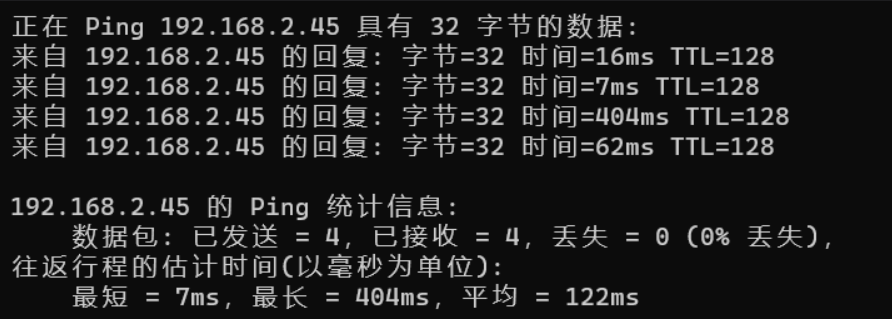 正在 Ping 192.168.2.45 具有 32 字节的数据:
来自 192.168.2.45 的回复: 字节=32 时间=16ms TTL=128
来自 192.168.2.45 的回复: 字节=32 时间=7ms TTL=128
来自 192.168.2.45 的回复: 字节=32 时间=404ms TTL=128
来自 192.168.2.45 的回复: 字节=32 时间=62ms TTL=128
192.168.2.45 的 Ping 统计信息:
数据包: 已发送 = 4, 已接收 = 4, 丢失 = 0 (0% 丢失),
往返行程的估计时间(以毫秒为单位):
最短 = 7ms, 最长 = 404ms, 平均 = 122ms